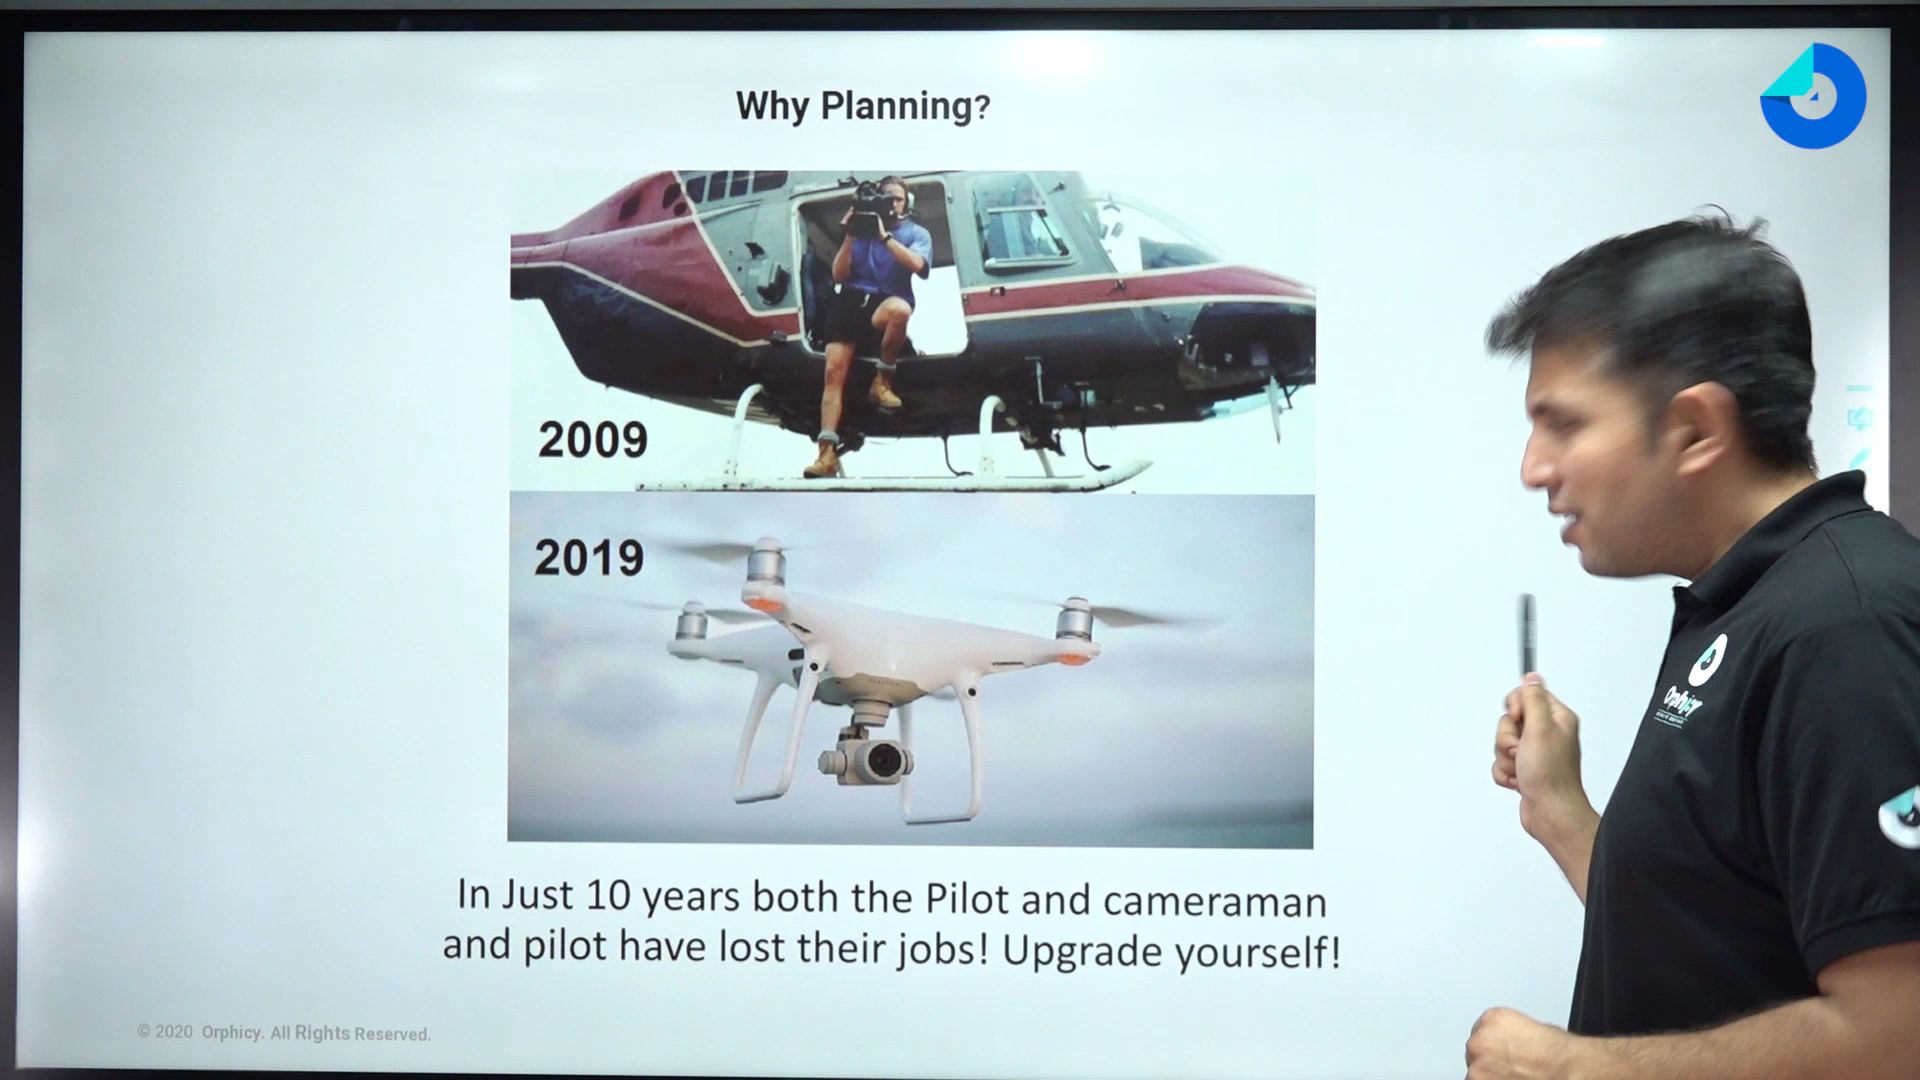 Why Planning?
2009
2019
In Just 10 years both the Pilot and cameraman
and pilot have lost their jobs! Upgrade yourself!
© 2020 Orphicy. All Rights Reserved.
Orphicy